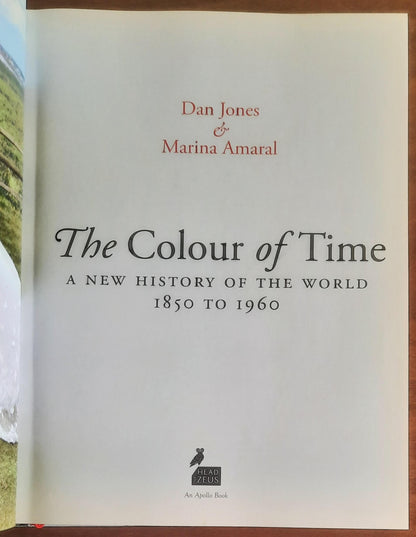 Dan Jones
&
Marina Amaral
The Colour of Time
A NEW HISTORY OF THE WORLD
1850 TO 1960
HEAD
ZEUS
An Apollo Book